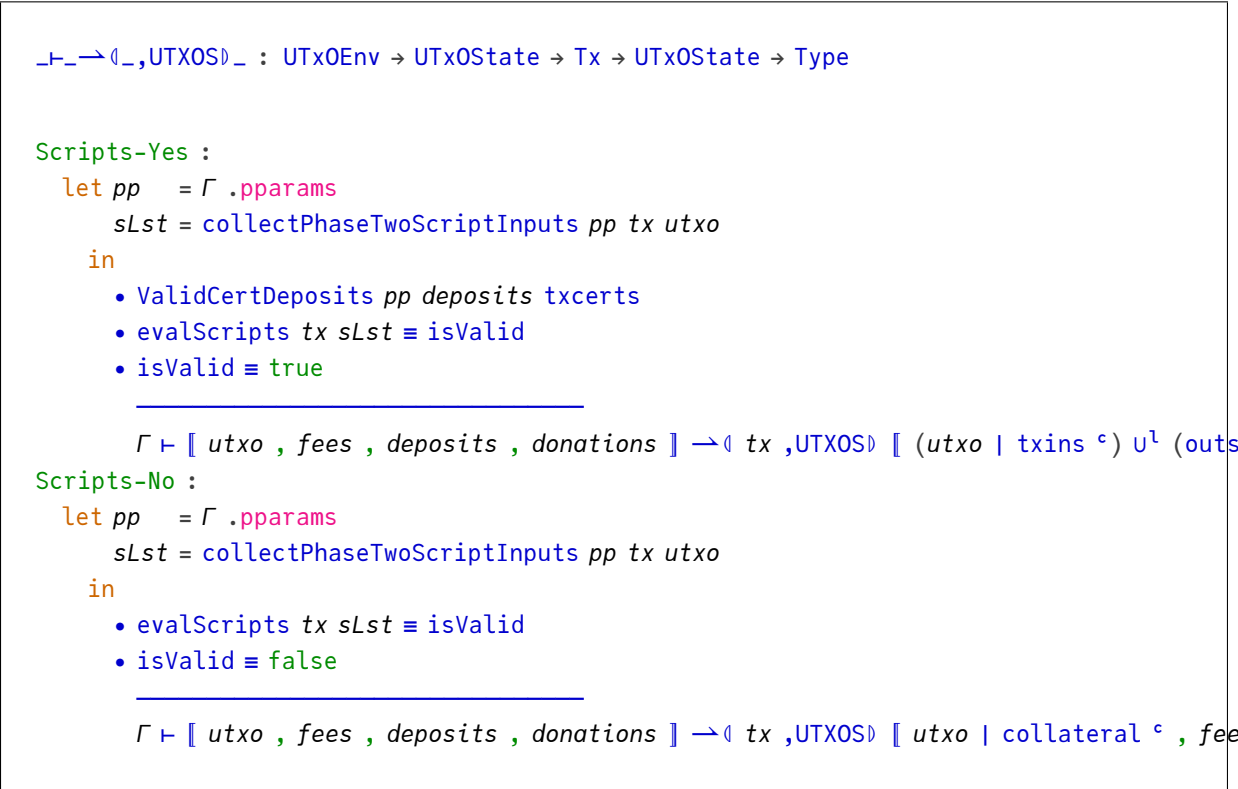 _⊢_⇀⦇_,UTXOS⦈_ : UTxOEnv → UTxOState → Tx → UTxOState → Type
Scripts-Yes :
let pp = Γ .pparams
sLst = collectPhaseTwoScriptInputs pp tx utxo
in
• ValidCertDeposits pp deposits txcerts
• evalScripts tx sLst ≡ isValid
• isValid ≡ true
Γ ⊢ ⟦ utxo , fees , deposits , donations ⟧ ⇀⦇ tx ,UTXOS⦈ ⟦ (utxo ∣ txins ᶜ) ∪ˡ (outs
Scripts-No :
let pp = Γ .pparams
sLst = collectPhaseTwoScriptInputs pp tx utxo
in
• evalScripts tx sLst ≡ isValid
• isValid ≡ false
Γ ⊢ ⟦ utxo , fees , deposits , donations ⟧ ⇀⦇ tx ,UTXOS⦈ ⟦ utxo ∣ collateral ᶜ ,